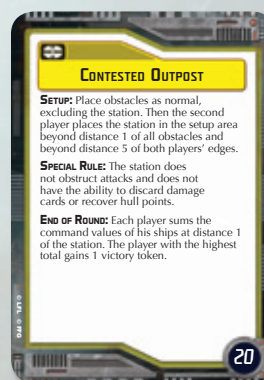 Contested Outpost
Setup: Place obstacles as normal,
excluding the station. Then the second
player places the station in the setup area
beyond distance 1 of all obstacles and
beyond distance 5 of both players' edges.
Special Rule: The station does
not obstruct attacks and does not
have the ability to discard damage
cards or recover hull points.
End of Round: Each player sums the
command values of his ships at distance 1
of the station. The player with the highest
total gains 1 victory token.
© LFL © FFG
20